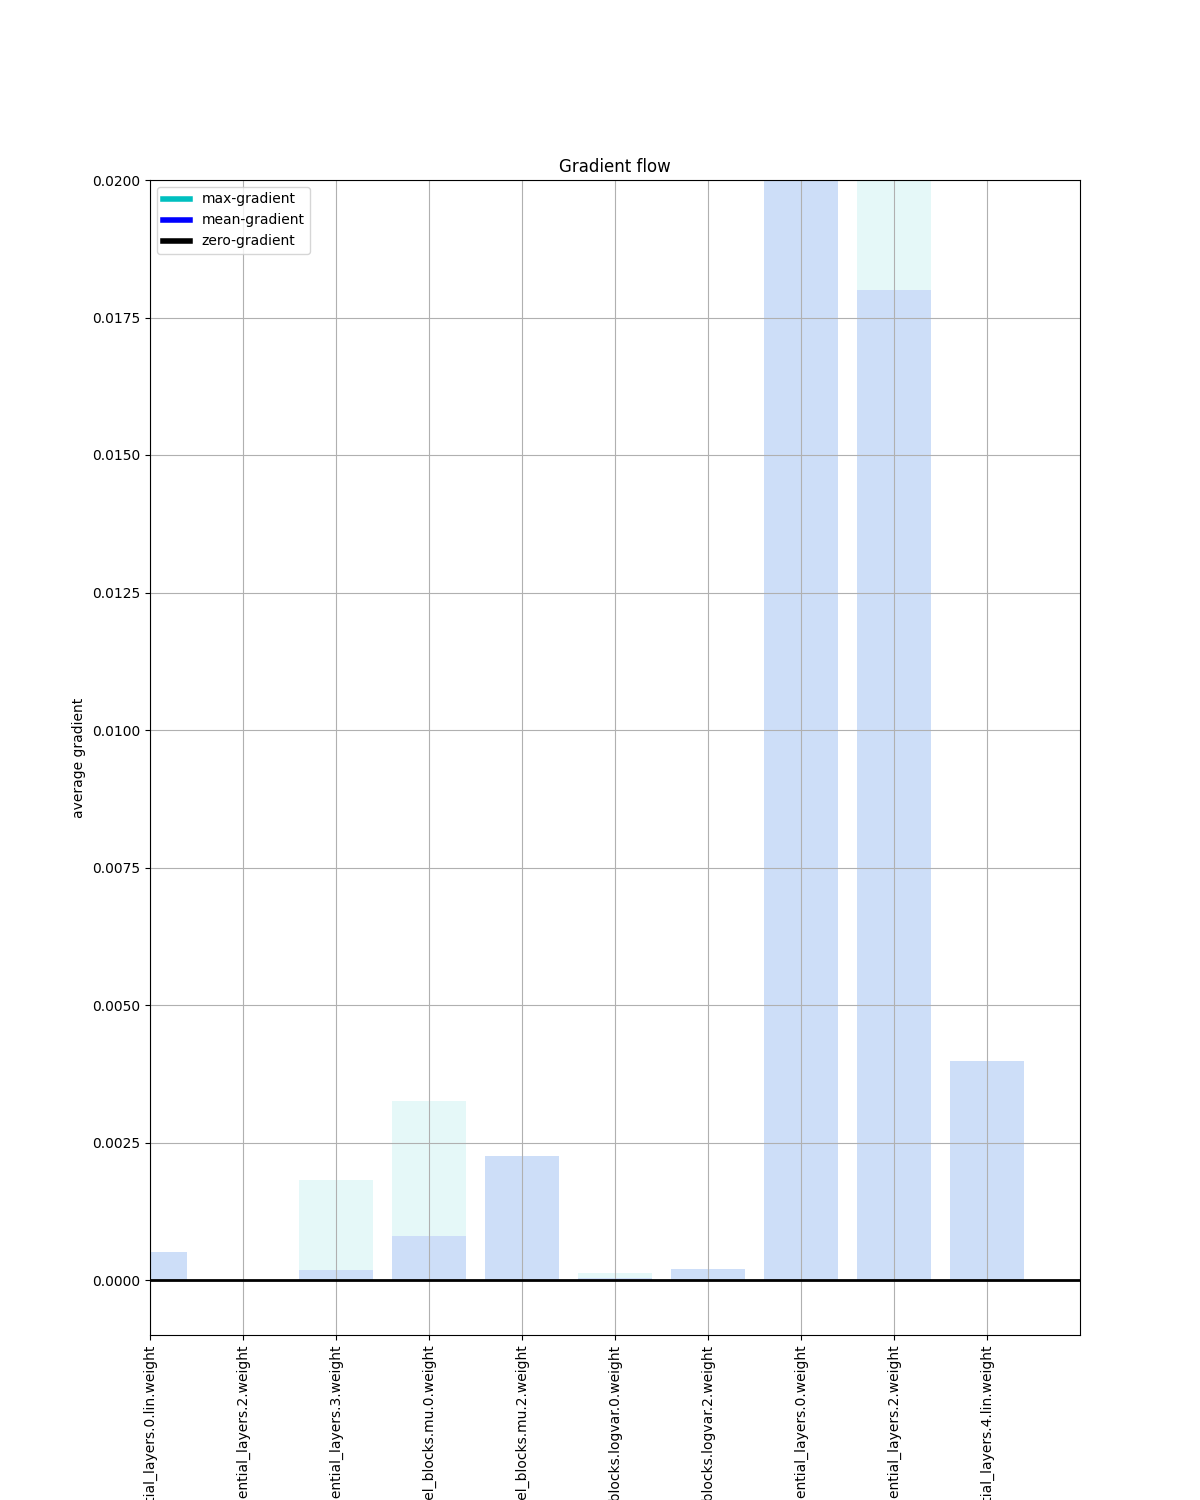 Gradient flow
max-gradient
mean-gradient
zero-gradient
0.0200
0.0175
0.0150
0.0125
0.0100
0.0075
0.0050
0.0025
0.0000
average gradient
tial_layers.0.lin.weight
ential_layers.2.weight
ential_layers.3.weight
el_blocks.mu.0.weight
el_blocks.mu.2.weight
blocks.logvar.0.weight
blocks.logvar.2.weight
ential_layers.0.weight
ential_layers.2.weight
tial_layers.4.lin.weight